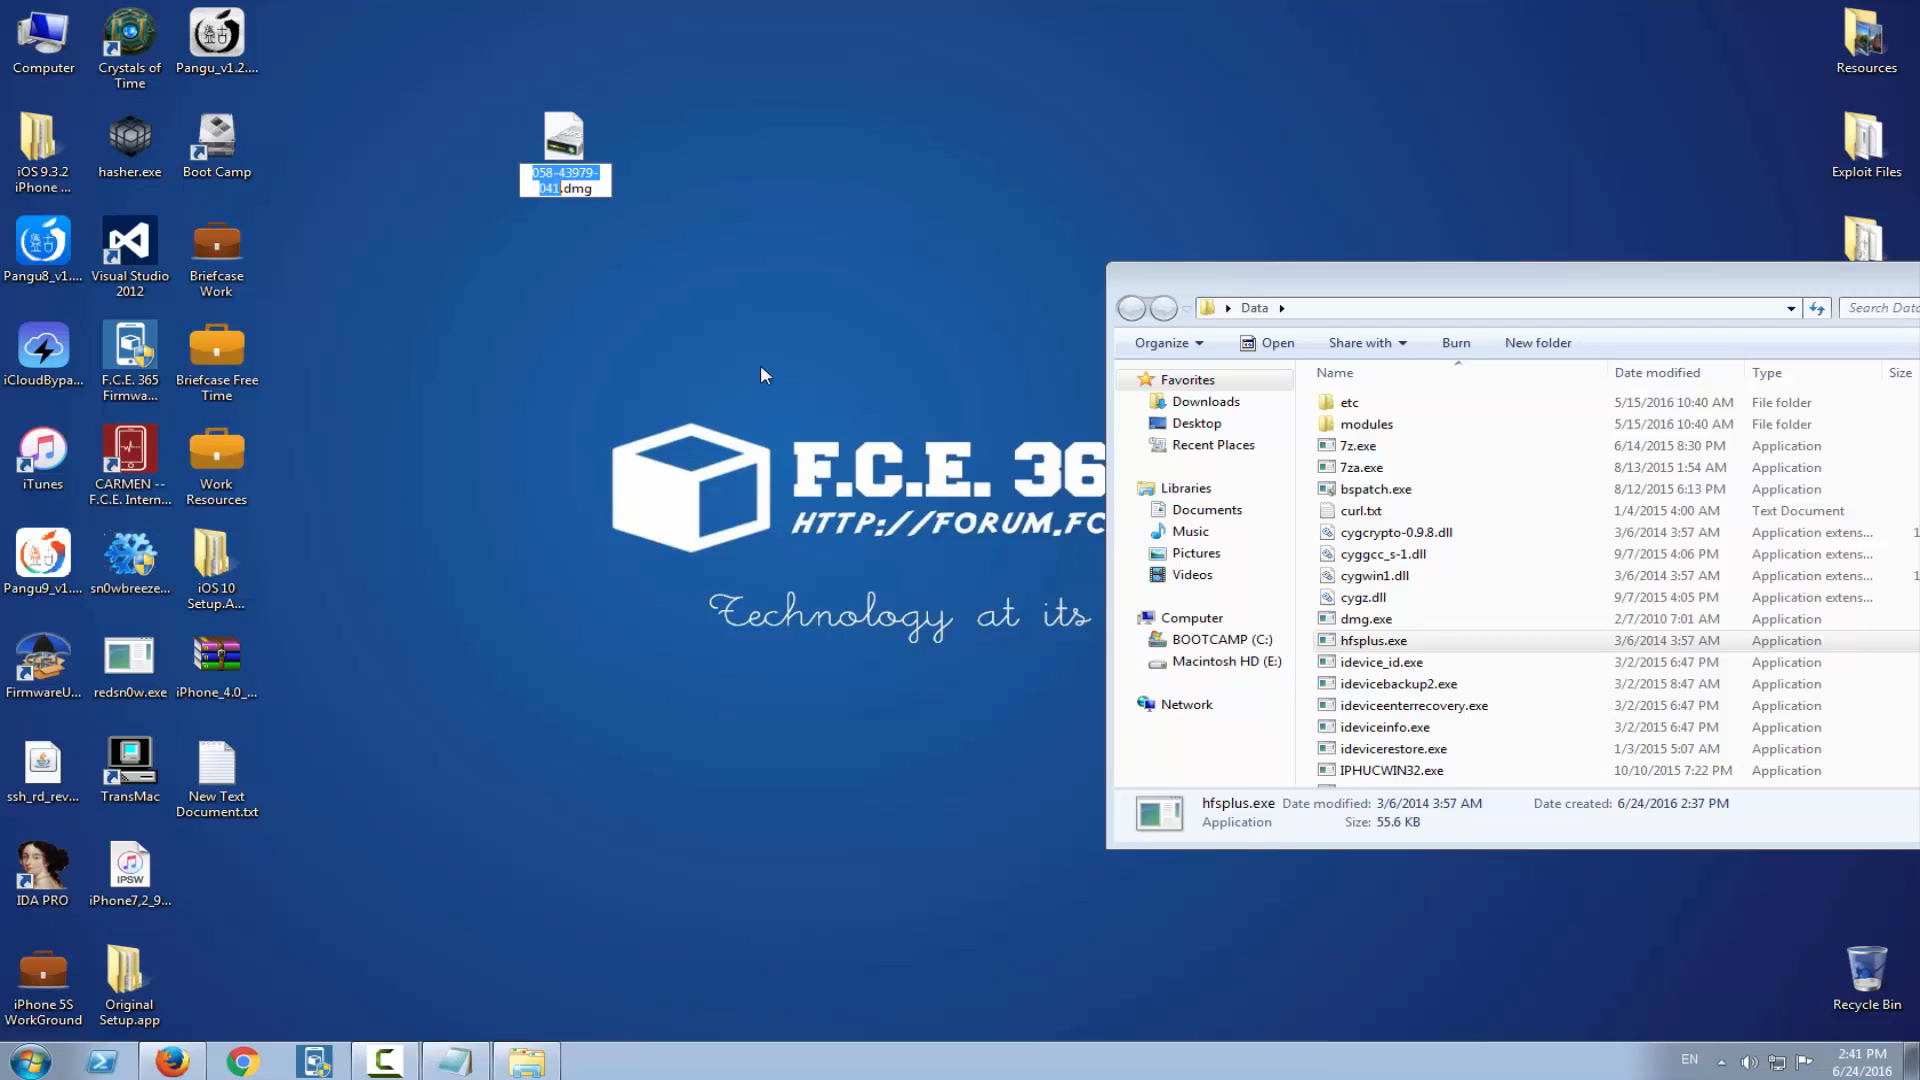 Computer
Crystals of
Time
Pangu_v1.2....
iOS 9.3.2
iPhone ...
hasher.exe
Boot Camp
Pangu8_v1....
Visual Studio
2012
Briefcase
Work
iCloudBypa...
F.C.E. 365
Firmwa...
Briefcase Free
Time
iTunes
CARMEN --
F.C.E. Intern...
Work
Resources
Pangu9_v1....
sn0wbreeze...
iOS 10
Setup.A...
FirmwareU...
redsn0w.exe
iPhone_4.0_...
ssh_rd_rev...
TransMac
New Text
Document.txt
IDA PRO
IPSW
iPhone7,2_9...
iPhone 5S
WorkGround
Original
Setup.app
058-43979-
041.dmg
F.C.E. 36
HTTP://FORUM.FC
Technology at its
Resources
Exploit Files
Data
Search Data
Organize
Open
Share with
Burn
New folder
Favorites
Downloads
Desktop
Recent Places
Libraries
Documents
Music
Pictures
Videos
Computer
BOOTCAMP (C:)
Macintosh HD (E:)
Network
Name Date modified Type Size
etc 5/15/2016 10:40 AM File folder
modules 5/15/2016 10:40 AM File folder
7z.exe 6/14/2015 8:30 PM Application
7za.exe 8/13/2015 1:54 AM Application
bspatch.exe 8/12/2015 6:13 PM Application
curl.txt 1/4/2015 4:00 AM Text Document
cygcrypto-0.9.8.dll 3/6/2014 3:57 AM Application extens... 1
cyggcc_s-1.dll 9/7/2015 4:06 PM Application extens...
cygwin1.dll 3/6/2014 3:57 AM Application extens... 1
cygz.dll 9/7/2015 4:05 PM Application extens...
dmg.exe 2/7/2010 7:01 AM Application
hfsplus.exe 3/6/2014 3:57 AM Application
idevice_id.exe 3/2/2015 6:47 PM Application
idevicebackup2.exe 3/2/2015 8:47 AM Application
ideviceenterrecovery.exe 3/2/2015 6:47 PM Application
ideviceinfo.exe 3/2/2015 6:47 PM Application
idevicerestore.exe 1/3/2015 5:07 AM Application
IPHUCWIN32.exe 10/10/2015 7:22 PM Application
hfsplus.exe Date modified: 3/6/2014 3:57 AM Date created: 6/24/2016 2:37 PM
Application Size: 55.6 KB
Recycle Bin
EN
2:41 PM
6/24/2016